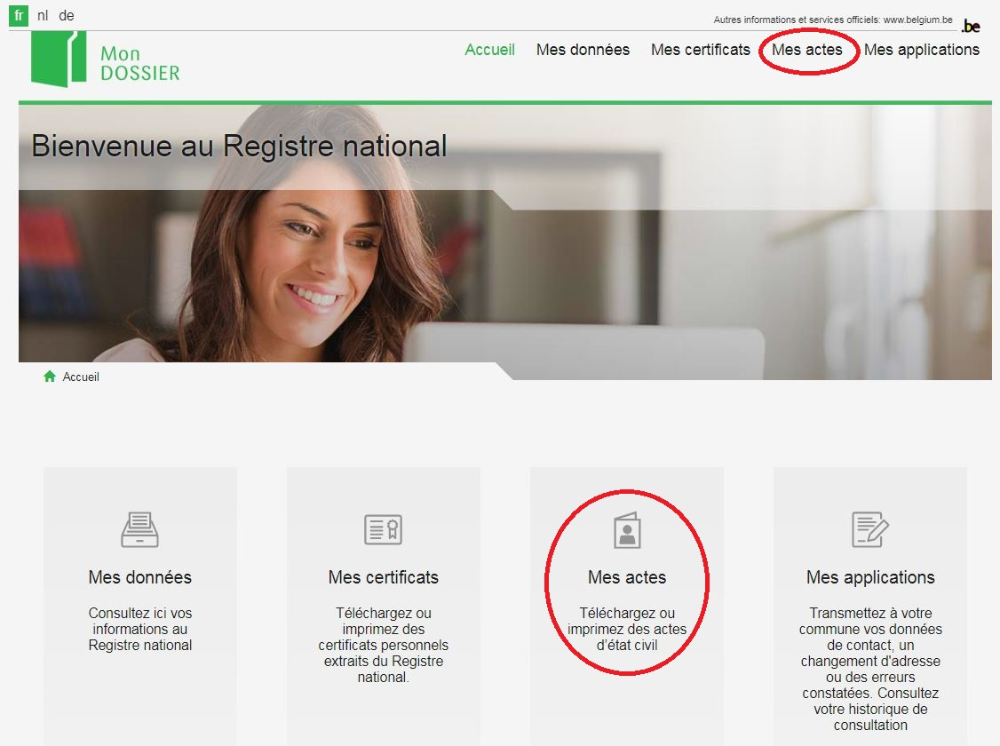 fr nl de
Autres informations et services officiels: www.belgium.be
.be
Mon
DOSSIER
Accueil Mes données Mes certificats Mes actes Mes applications
Bienvenue au Registre national
Accueil
Mes données
Consultez ici vos
informations au
Registre national
Mes certificats
Téléchargez ou
imprimez des
certificats personnels
extraits du Registre
national.
Mes actes
Téléchargez ou
imprimez des actes
d'état civil
Mes applications
Transmettez à votre
commune vos données
de contact, un
changement d'adresse
ou des erreurs
constatées. Consultez
votre historique de
consultation